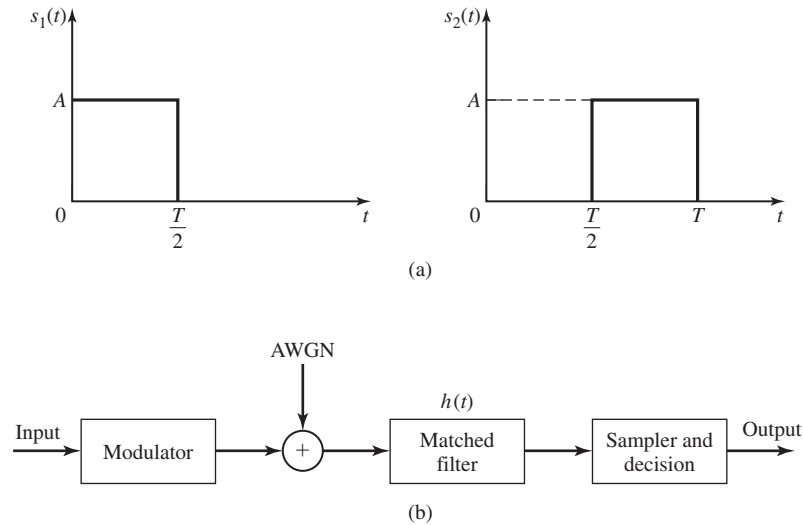 s₁(t)
A
0
T/2
t
s₂(t)
A
0
T/2
T
t
(a)
AWGN
h(t)
Input
Modulator
+
Matched
filter
Sampler and
decision
Output
(b)